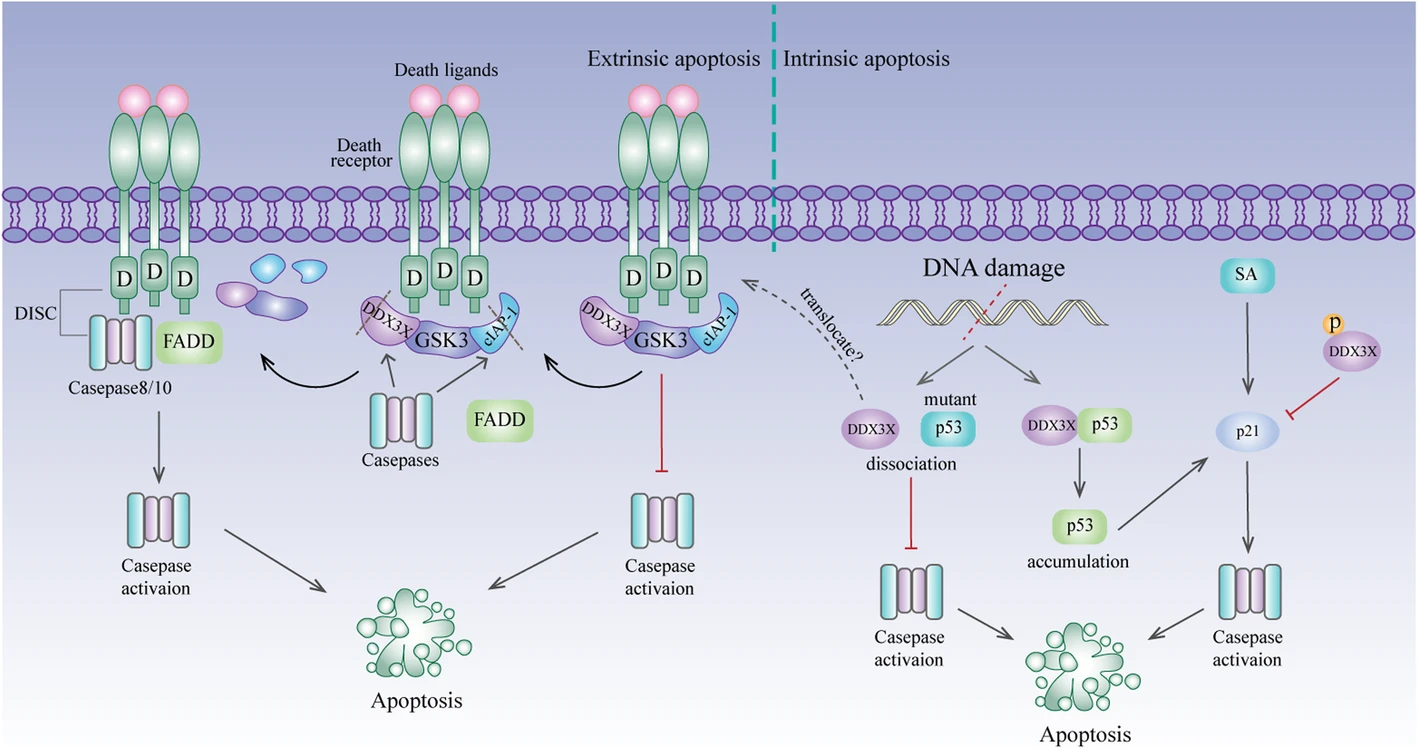 Extrinsic apoptosis
Intrinsic apoptosis
Death ligands
Death
receptor
D
D
D
DISC
FADD
Casepase8/10
Casepase
activaion
D
D
D
DDX3X
GSK3
cIAP-1
FADD
Casepases
D
D
D
DDX3X
GSK3
cIAP-1
Casepase
activaion
Apoptosis
translocate?
DNA damage
DDX3X
mutant
p53
dissociation
DDX3X
p53
p53
accumulation
SA
p
DDX3X
p21
Casepase
activaion
Casepase
activaion
Apoptosis